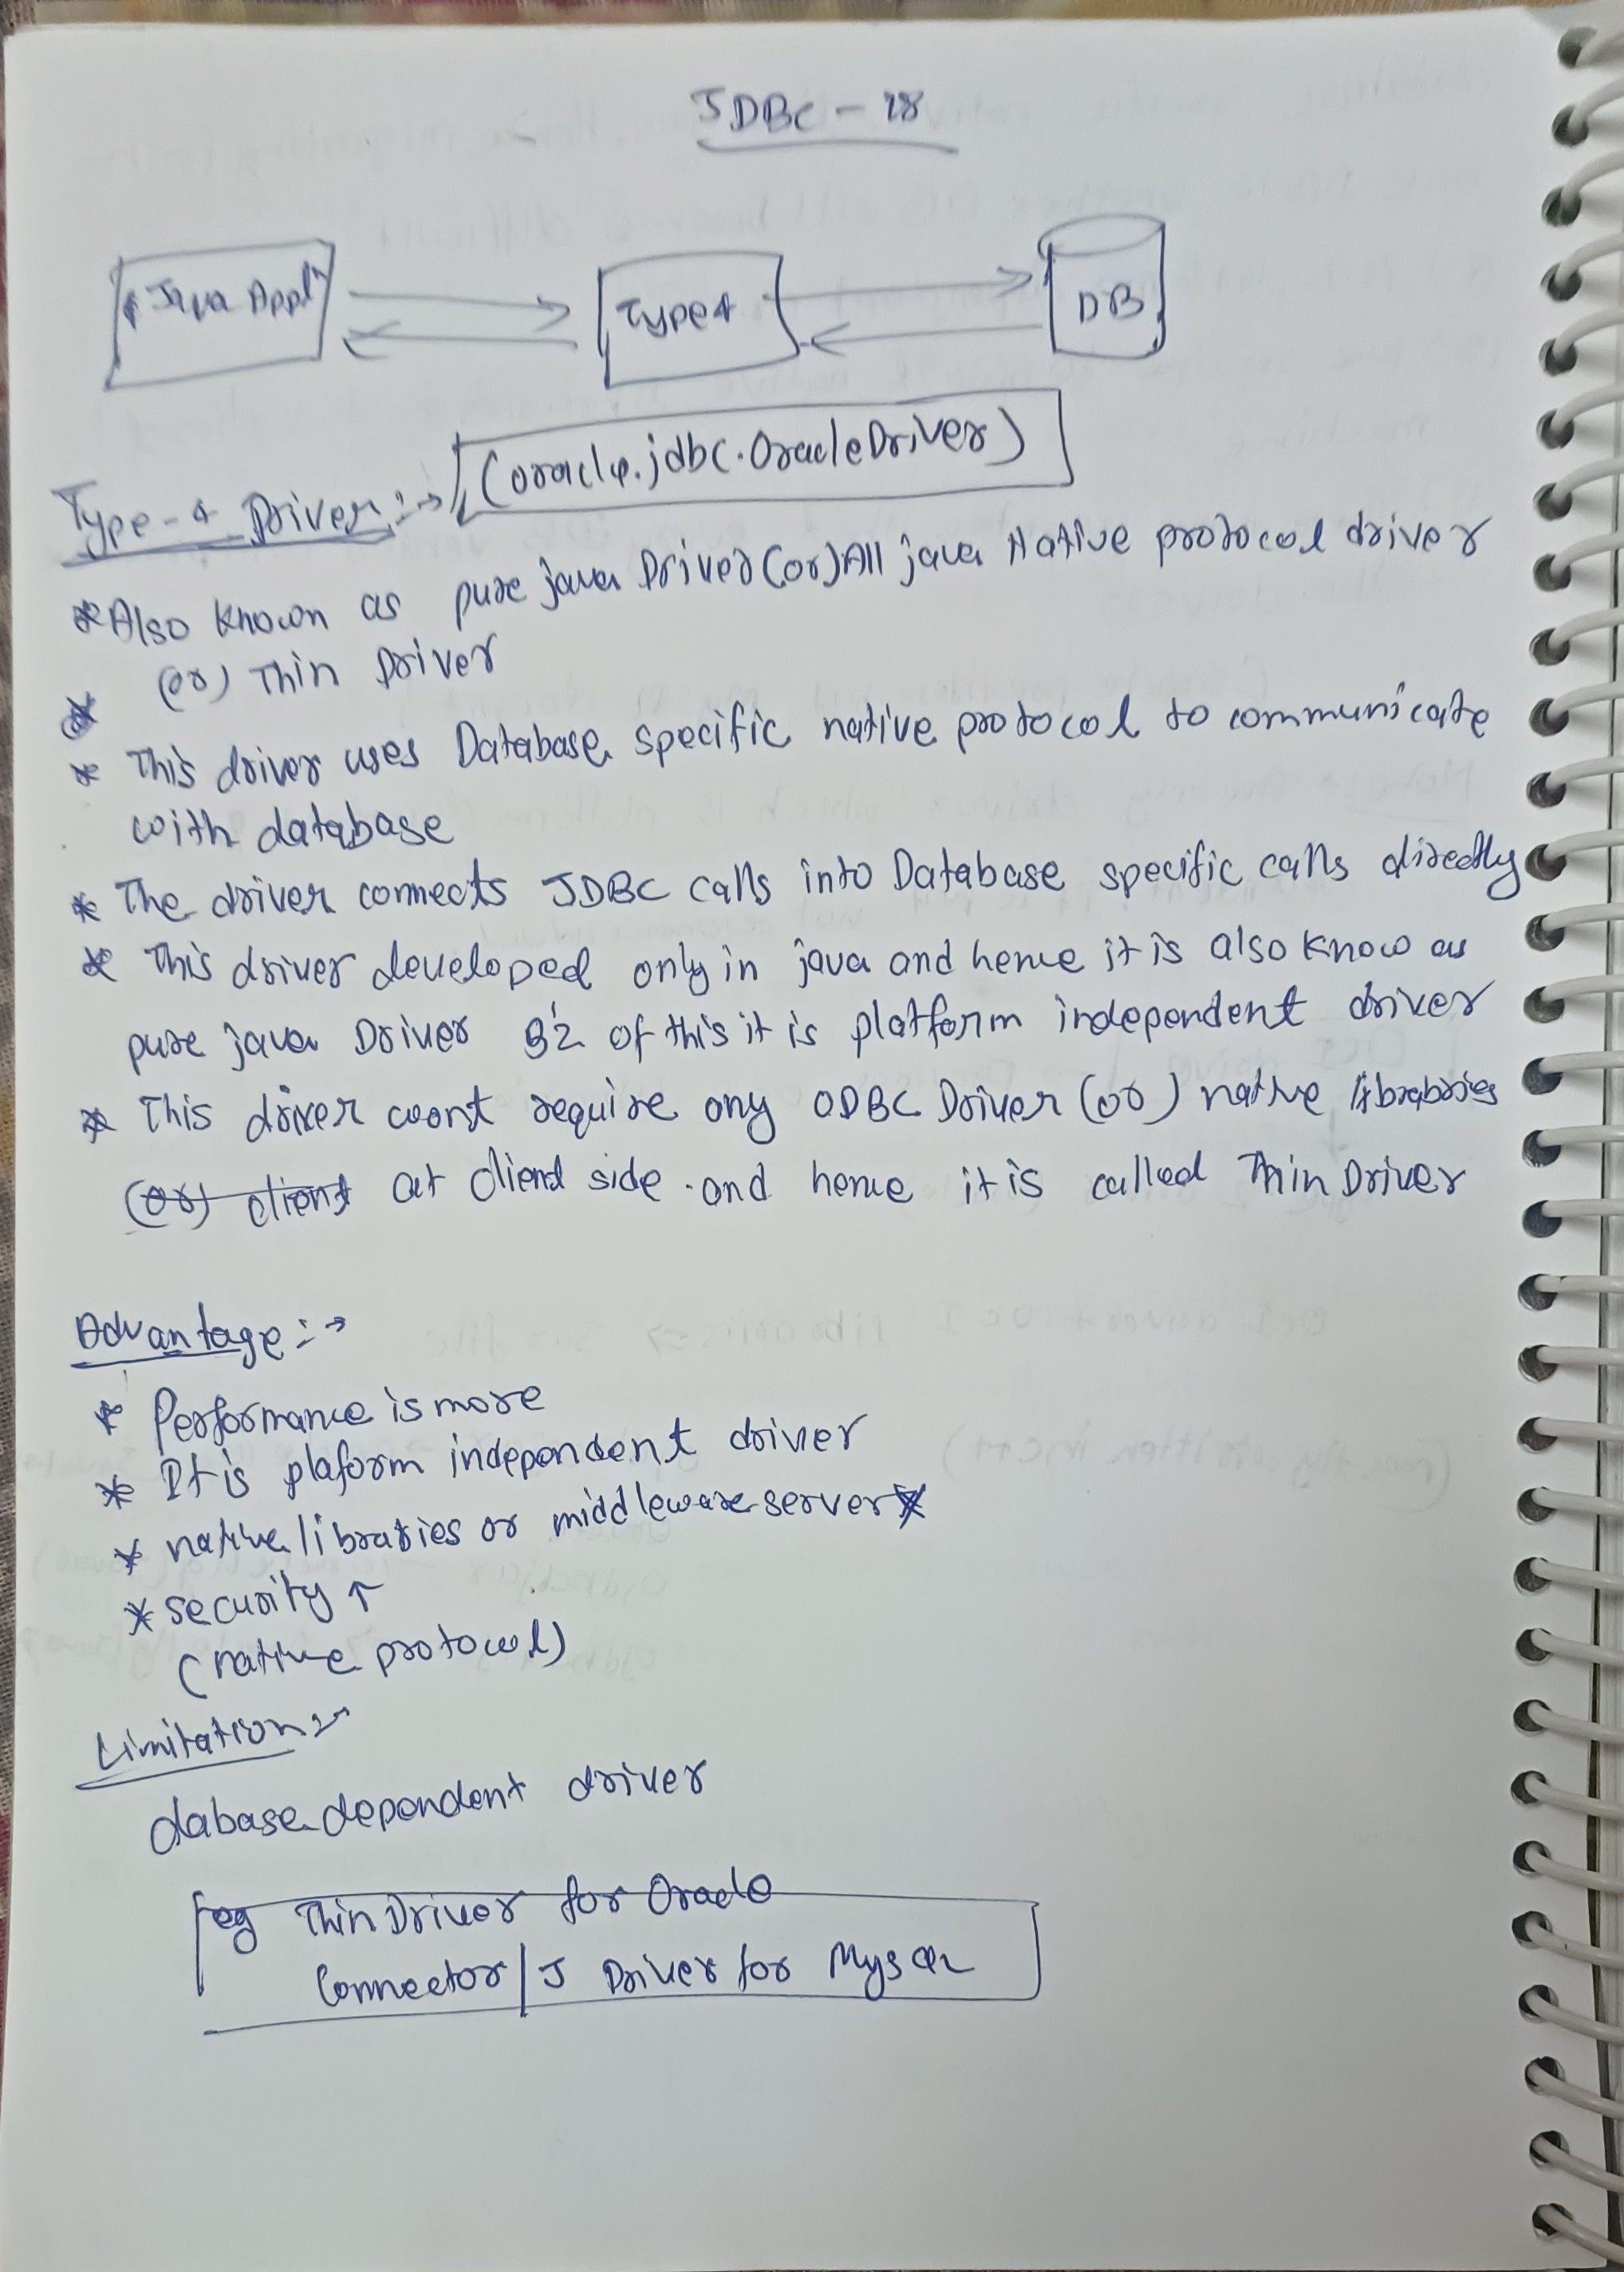 JDBC - 18
Java Appl
Type 4
DB
Type-4 Driver :→ (oracle.jdbc.OracleDriver)
* Also known as pure java Driver (or) All java Native protocol driver
(or) Thin Driver
* This driver uses Database specific native protocol to communicate
with database
* The driver connects JDBC calls into Database specific calls directly
* This driver developed only in java and hence it is also know as
pure java Driver B'z of this it is platform independent driver
* This driver wont require any ODBC Driver (or) native librabries
(or) client at client side and hence it is called Thin Driver
Advantage :→
* Performance is more
* It is plaform independent driver
* native libraries or middleware server X
* security ↑
(native protocol)
Limitation :→
dabase dependent driver
eg Thin Driver for Oracle
Connector/J Driver for MySQL